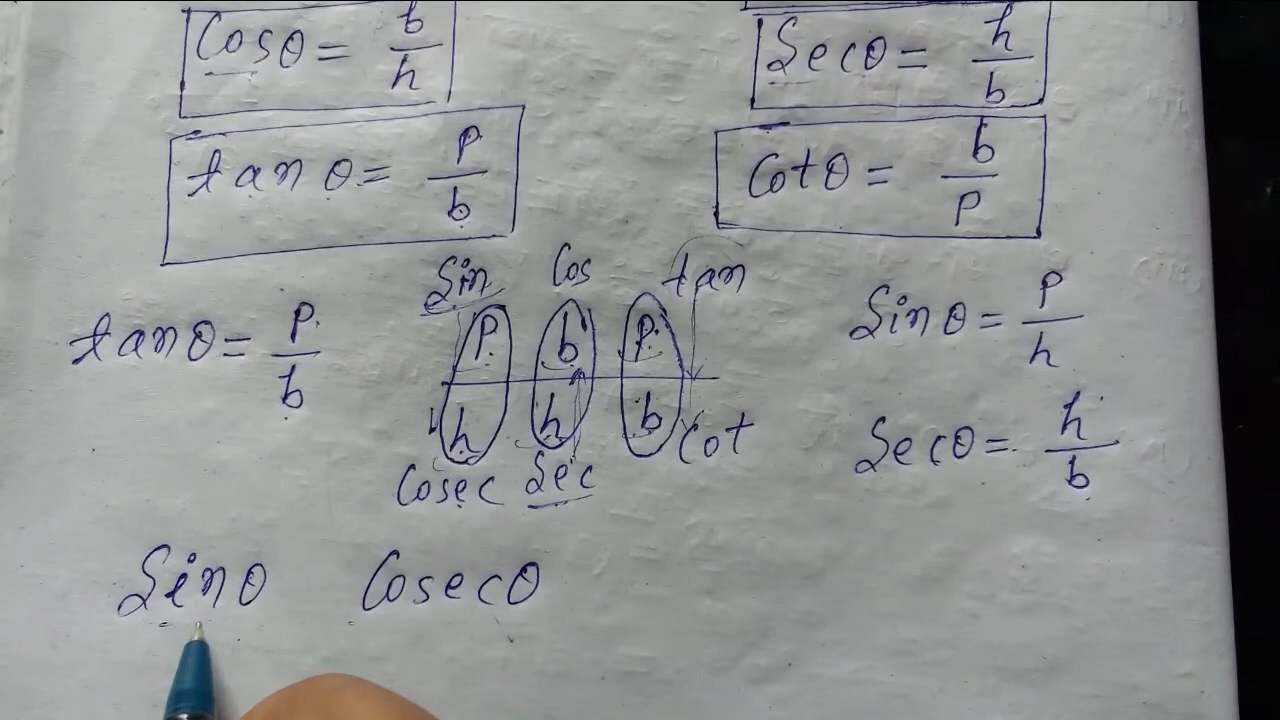 Cosθ = b/h
Secθ = h/b
tanθ = P/b
Cotθ = b/P
Sin Cos tan
P b P
h h b
Cosec Sec Cot
tanθ = P/b
Sinθ = P/h
Secθ = h/b
Sinθ Cosecθ